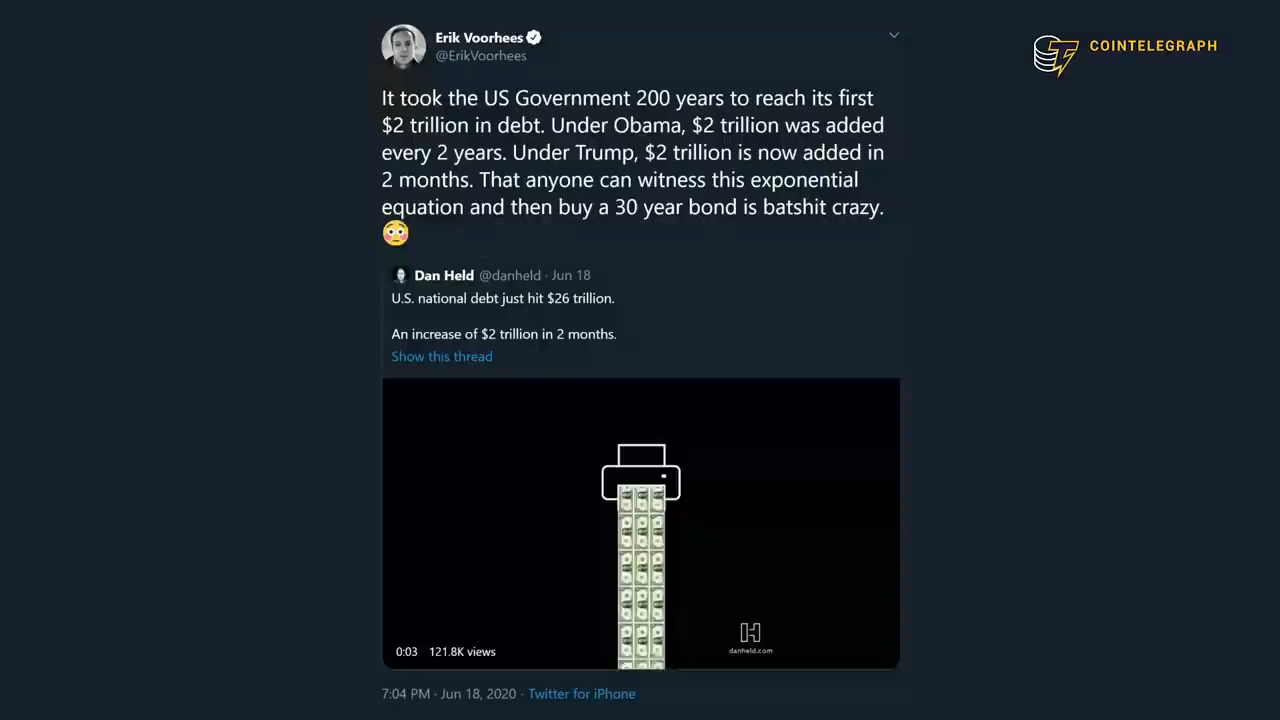 Erik Voorhees
@ErikVoorhees
COINTELEGRAPH
It took the US Government 200 years to reach its first
$2 trillion in debt. Under Obama, $2 trillion was added
every 2 years. Under Trump, $2 trillion is now added in
2 months. That anyone can witness this exponential
equation and then buy a 30 year bond is batshit crazy.
😳
Dan Held @danheld · Jun 18
U.S. national debt just hit $26 trillion.
An increase of $2 trillion in 2 months.
Show this thread
0:03 121.8K views
danheld.com
7:04 PM · Jun 18, 2020 · Twitter for iPhone